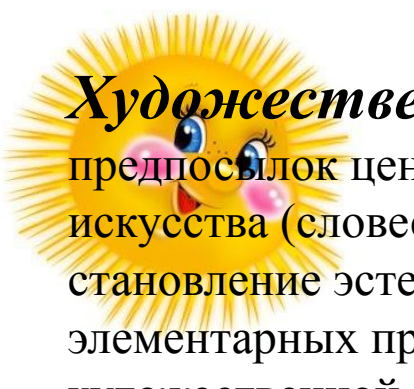 Художестве
предпосылок цен
искусства (словес
становление эсте
элементарных пр